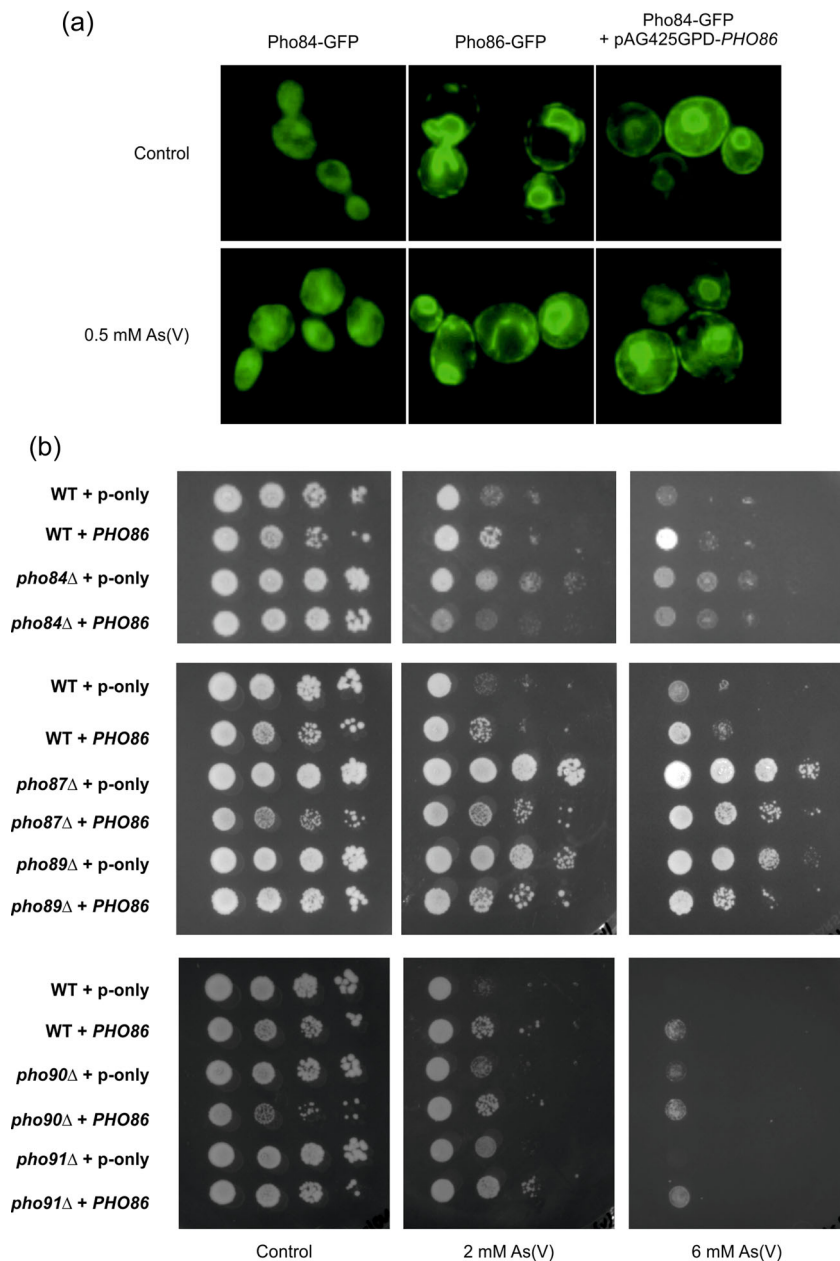 (a)
Pho84-GFP
Pho86-GFP
Pho84-GFP
+ pAG425GPD-PHO86
Control
0.5 mM As(V)
(b)
WT + p-only
WT + PHO86
pho84Δ + p-only
pho84Δ + PHO86
WT + p-only
WT + PHO86
pho87Δ + p-only
pho87Δ + PHO86
pho89Δ + p-only
pho89Δ + PHO86
WT + p-only
WT + PHO86
pho90Δ + p-only
pho90Δ + PHO86
pho91Δ + p-only
pho91Δ + PHO86
Control
2 mM As(V)
6 mM As(V)